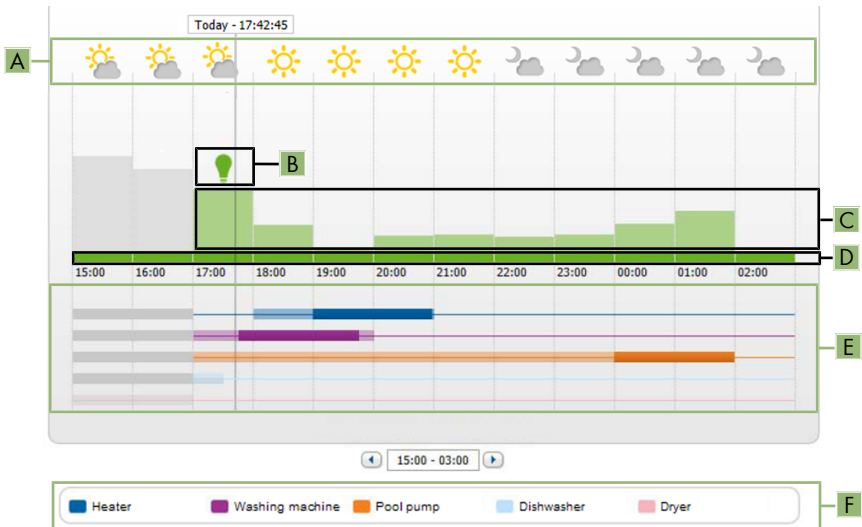 Today - 17:42:45
A
B
C
D
15:00 16:00 17:00 18:00 19:00 20:00 21:00 22:00 23:00 00:00 01:00 02:00
E
15:00 - 03:00
Heater Washing machine Pool pump Dishwasher Dryer
F